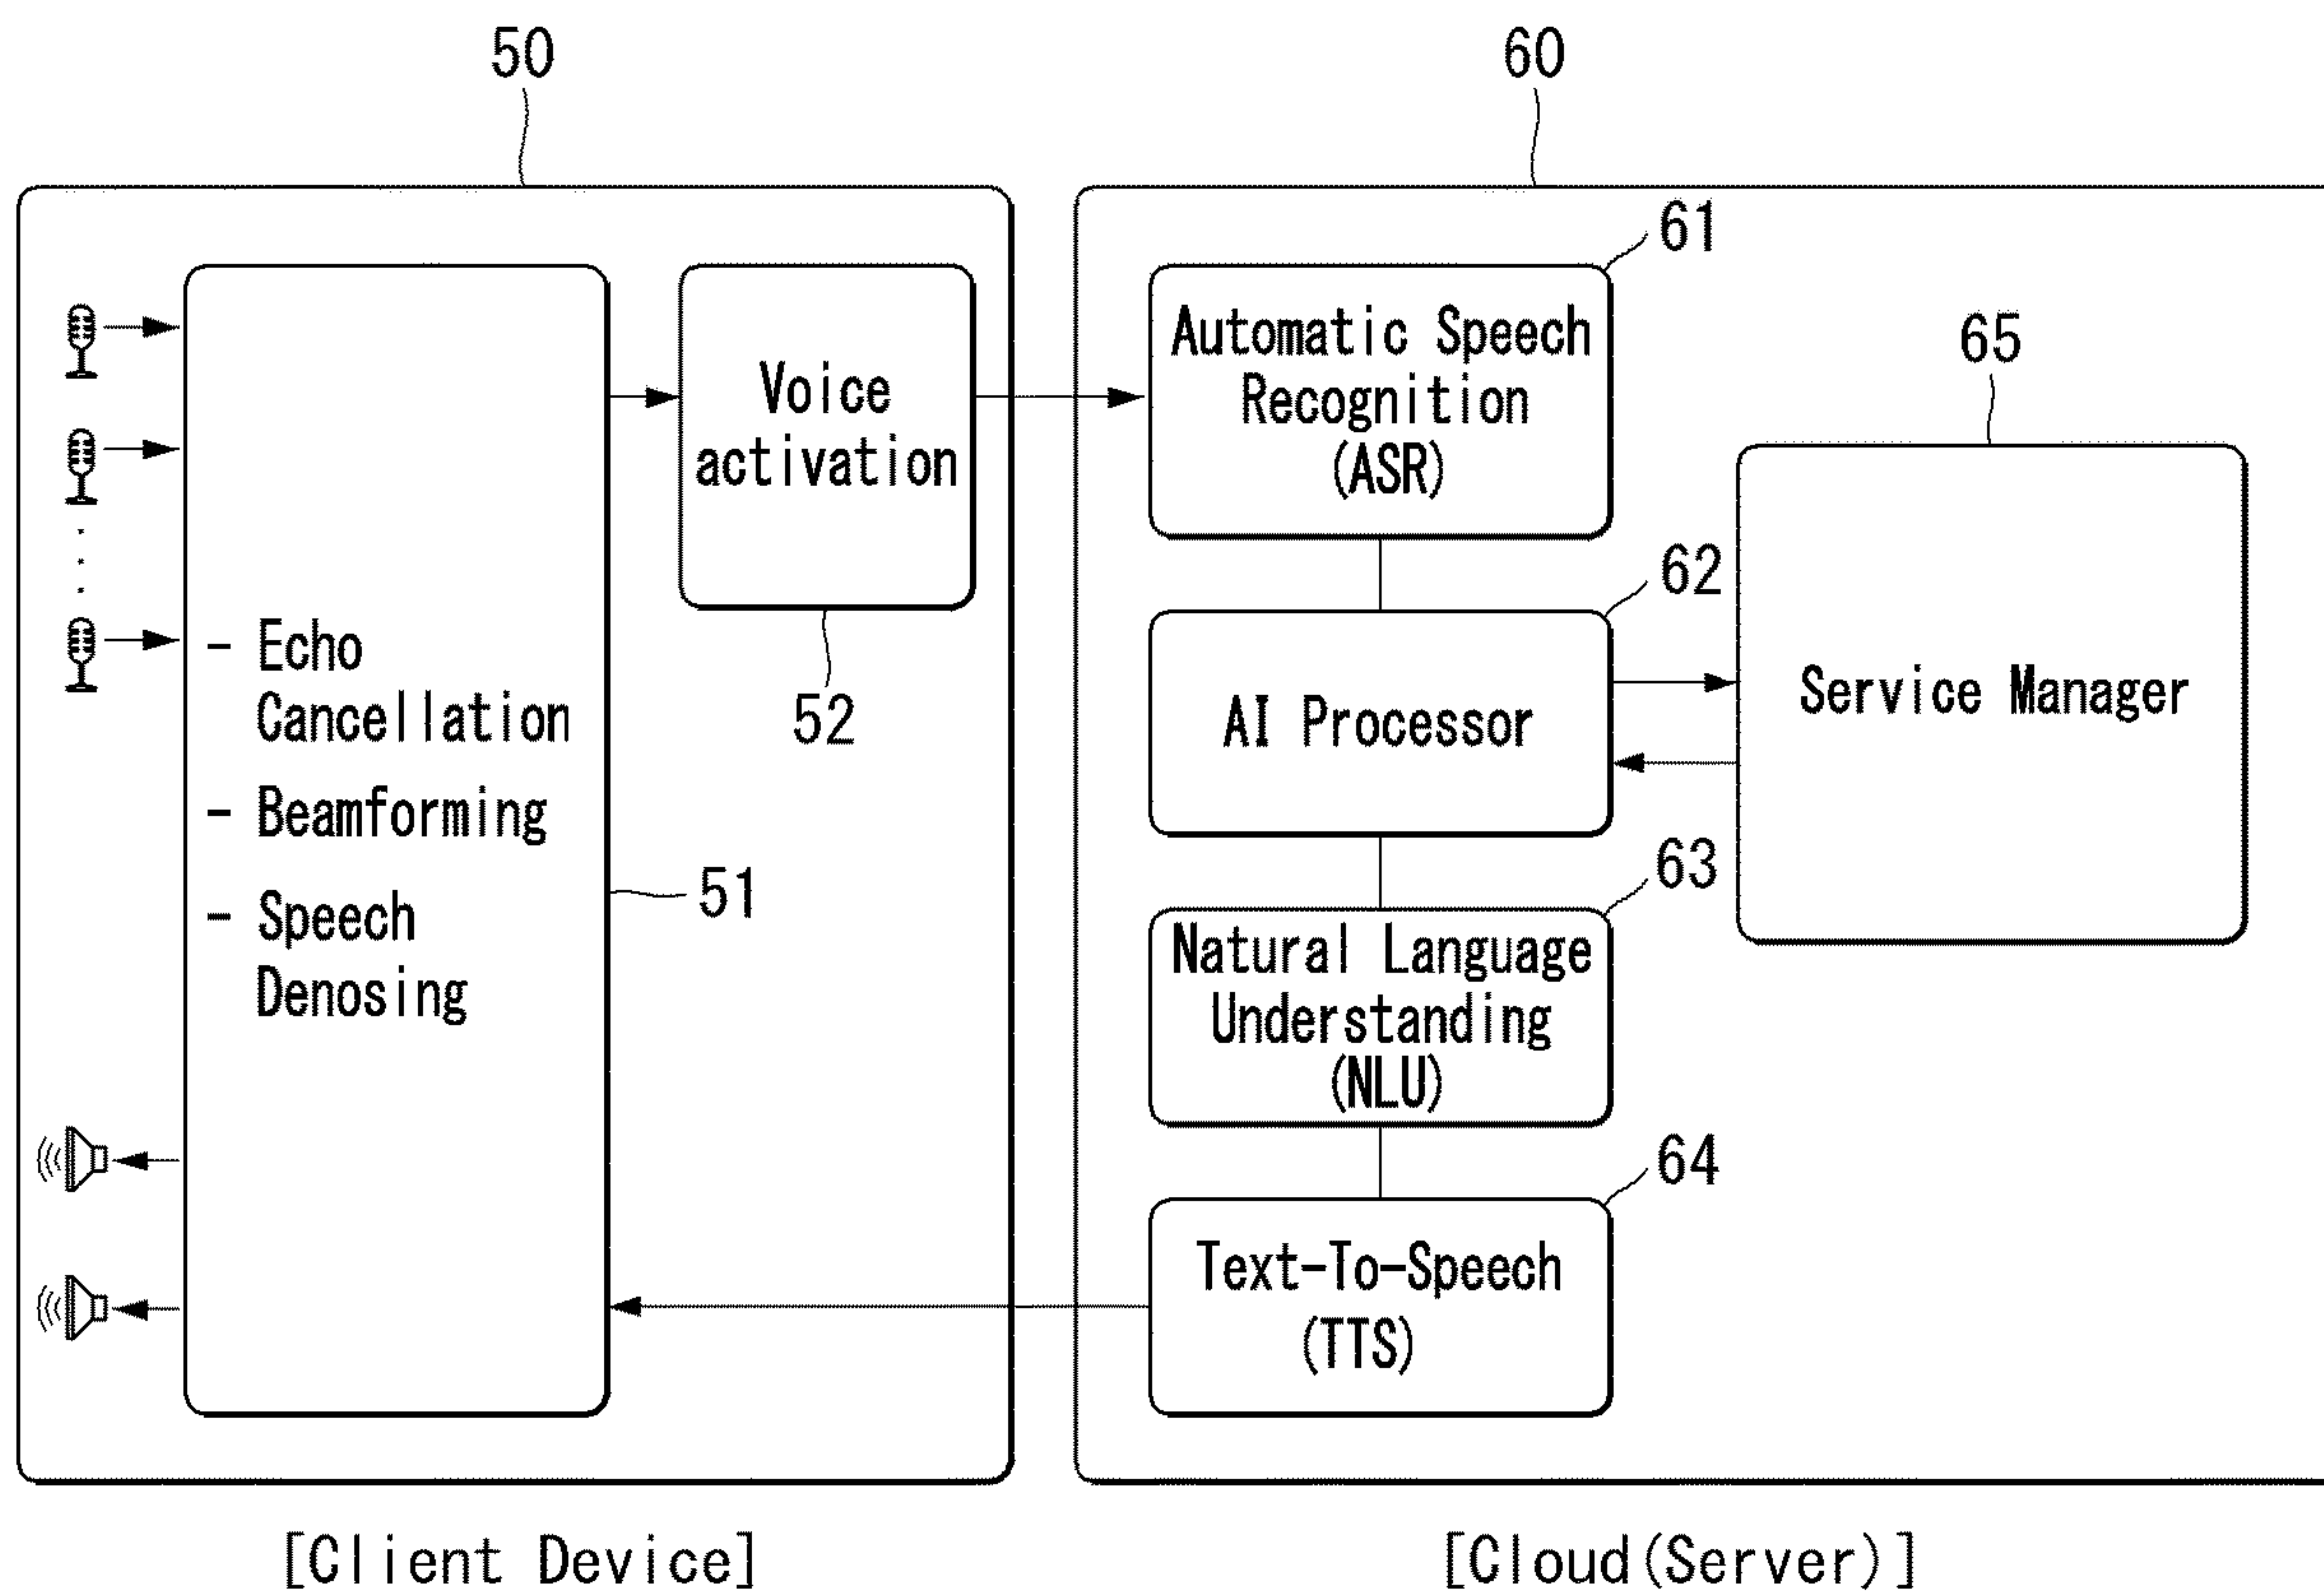 50
60
61
Automatic Speech
Recognition
(ASR)
Voice
activation
65
62
- Echo
Cancellation
52
AI Processor
Service Manager
- Beamforming
63
51
- Speech
Denosing
Natural Language
Understanding
(NLU)
64
Text-To-Speech
(TTS)
[Client Device]
[Cloud(Server)]